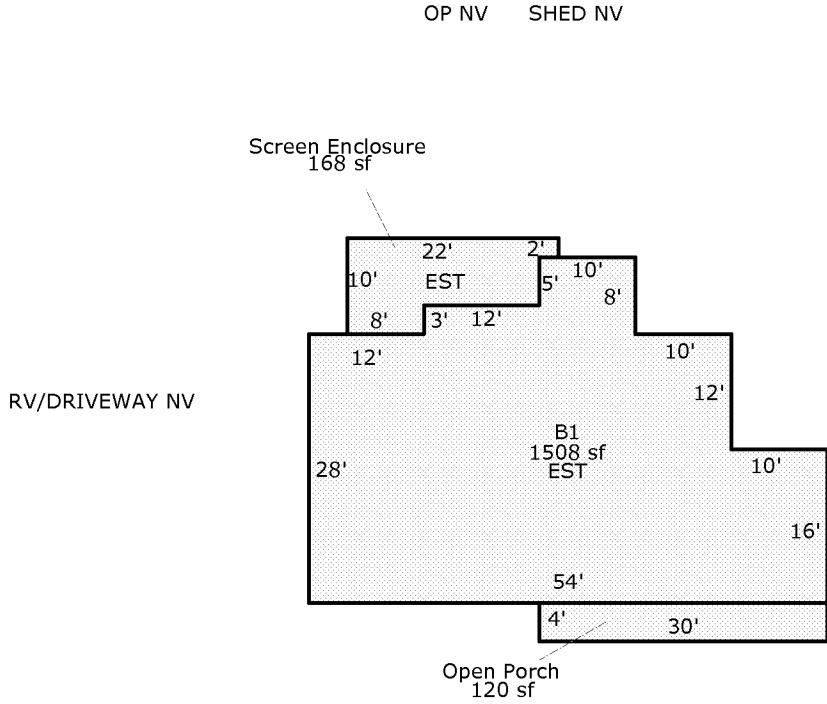 OP NV SHED NV
Screen Enclosure
168 sf
22'
2'
10'
EST
5'
10'
8'
8'
3'
12'
12'
10'
12'
RV/DRIVEWAY NV
B1
1508 sf
EST
28'
10'
16'
54'
4'
30'
Open Porch
120 sf